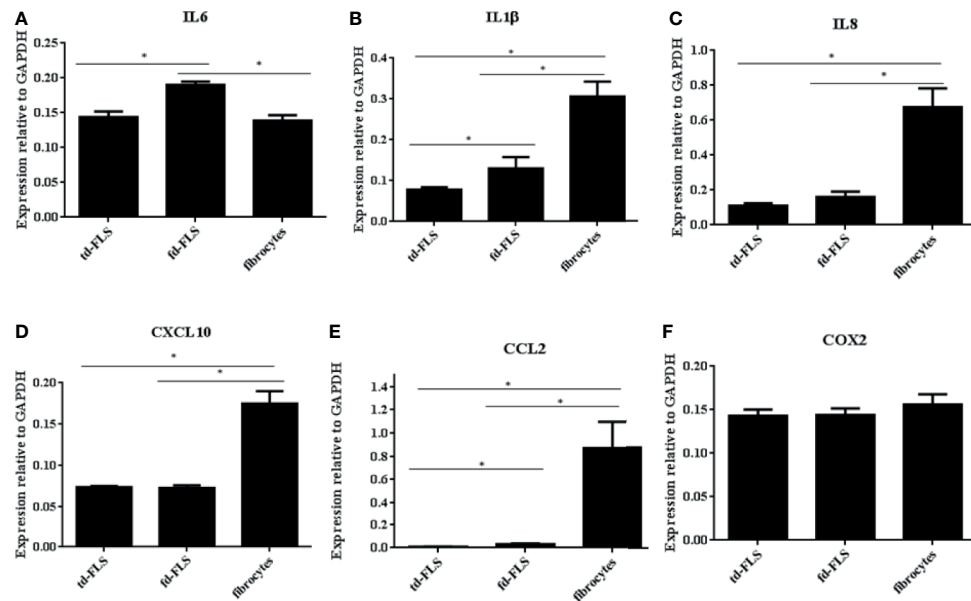 A
IL6
Expression relative to GAPDH
0.25
0.20
0.15
0.10
0.05
0.00
*
*
td-FLS
fd-FLS
fibrocytes
B
IL1β
Expression relative to GAPDH
0.4
0.3
0.2
0.1
0.0
*
*
*
td-FLS
fd-FLS
fibrocytes
C
IL8
Expression relative to GAPDH
1.0
0.8
0.6
0.4
0.2
0.0
*
*
td-FLS
fd-FLS
fibrocytes
D
CXCL10
Expression relative to GAPDH
0.20
0.15
0.10
0.05
0.00
*
*
td-FLS
fd-FLS
fibrocytes
E
CCL2
Expression relative to GAPDH
1.4
1.2
1.0
0.8
0.6
0.4
0.2
0.0
*
*
*
td-FLS
fd-FLS
fibrocytes
F
COX2
Expression relative to GAPDH
0.20
0.15
0.10
0.05
0.00
td-FLS
fd-FLS
fibrocytes